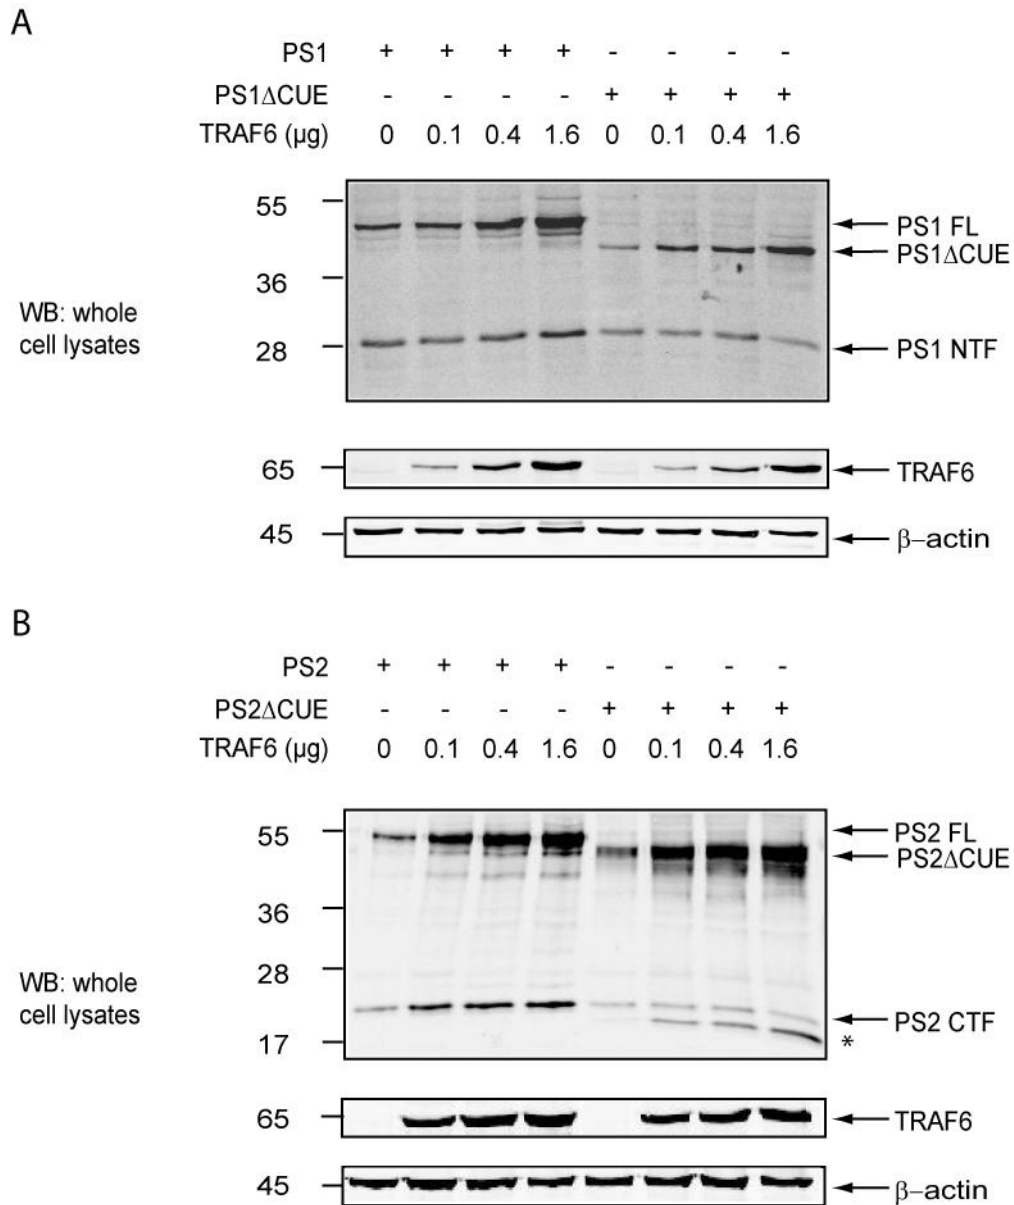 A
PS1 + + + + - - - -
PS1ΔCUE - - - - + + + +
TRAF6 (µg) 0 0.1 0.4 1.6 0 0.1 0.4 1.6
55
PS1 FL
PS1ΔCUE
36
WB: whole
cell lysates
28
PS1 NTF
65
TRAF6
45
β-actin
B
PS2 + + + + - - - -
PS2ΔCUE - - - - + + + +
TRAF6 (µg) 0 0.1 0.4 1.6 0 0.1 0.4 1.6
55
PS2 FL
PS2ΔCUE
36
28
WB: whole
cell lysates
PS2 CTF
17
*
65
TRAF6
45
β-actin